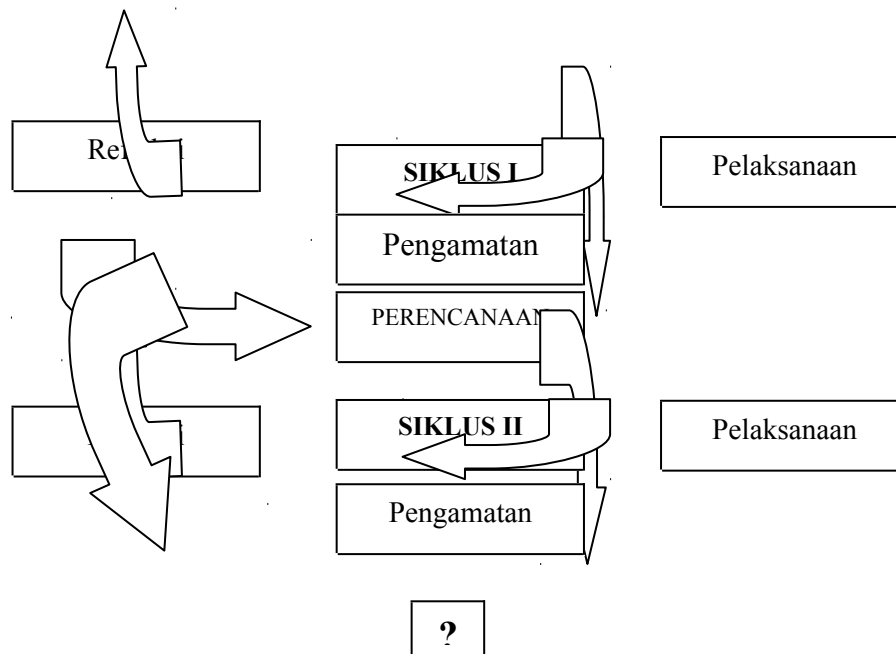 SIKLUS I
Pelaksanaan
Pengamatan
PERENCANAAN
SIKLUS II
Pelaksanaan
Pengamatan
?